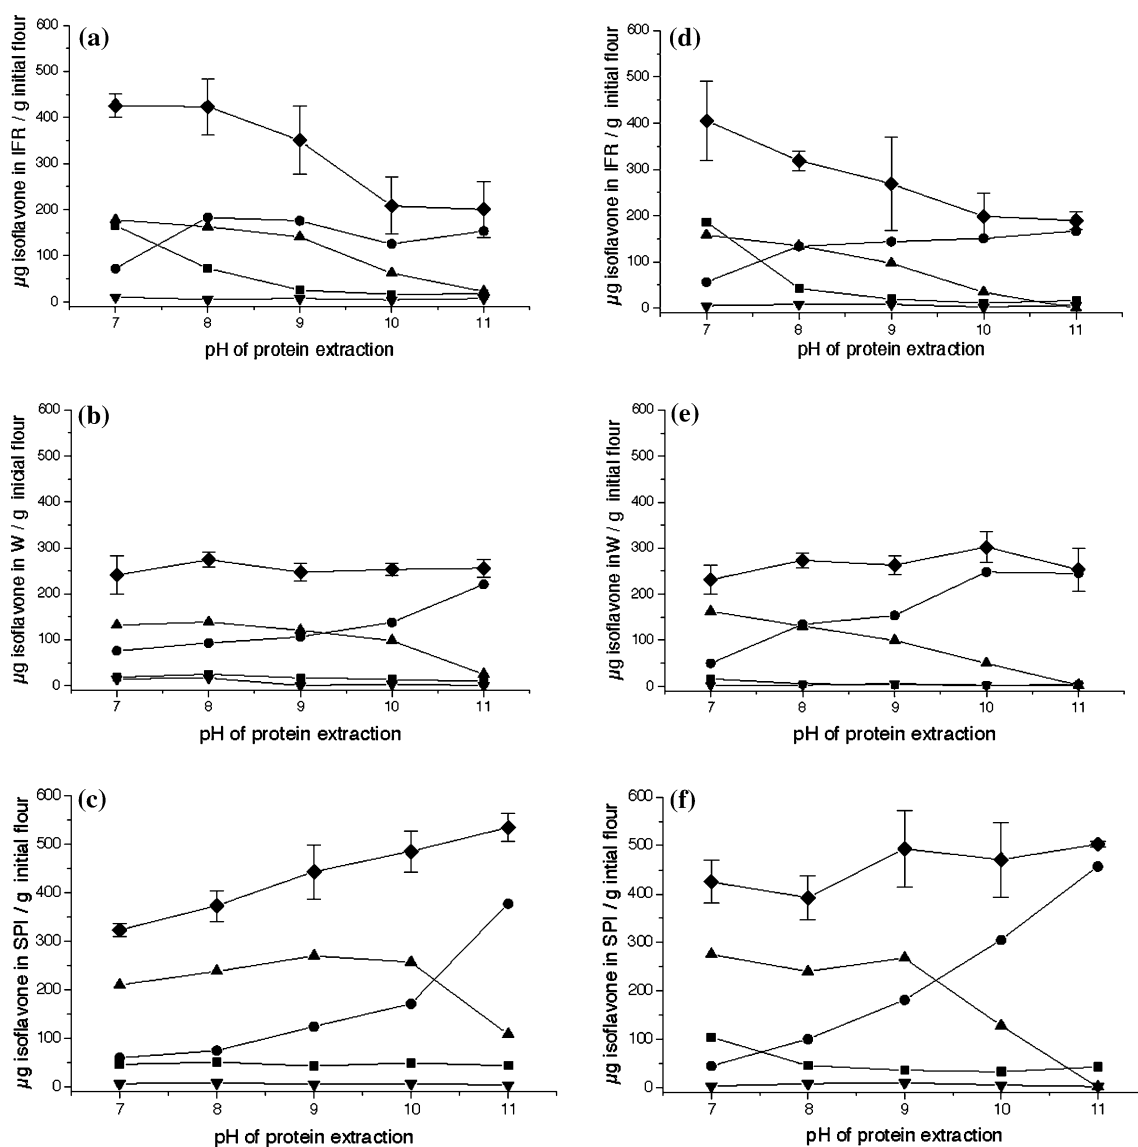 (a)
µg isoflavone in IFR / g initial flour
600
500
400
300
200
100
0
7 8 9 10 11
pH of protein extraction
(d)
µg isoflavone in IFR / g initial flour
600
500
400
300
200
100
0
7 8 9 10 11
pH of protein extraction
(b)
µg isoflavone in W / g inicial flour
600
500
400
300
200
100
0
7 8 9 10 11
pH of protein extraction
(e)
µg isoflavone inW / g initial flour
600
500
400
300
200
100
0
7 8 9 10 11
pH of protein extraction
(c)
µg isoflavone in SPI / g initial flour
600
500
400
300
200
100
0
7 8 9 10 11
pH of protein extraction
(f)
µg isoflavone in SPI / g intial flour
600
500
400
300
200
100
0
7 8 9 10 11
pH of protein extraction